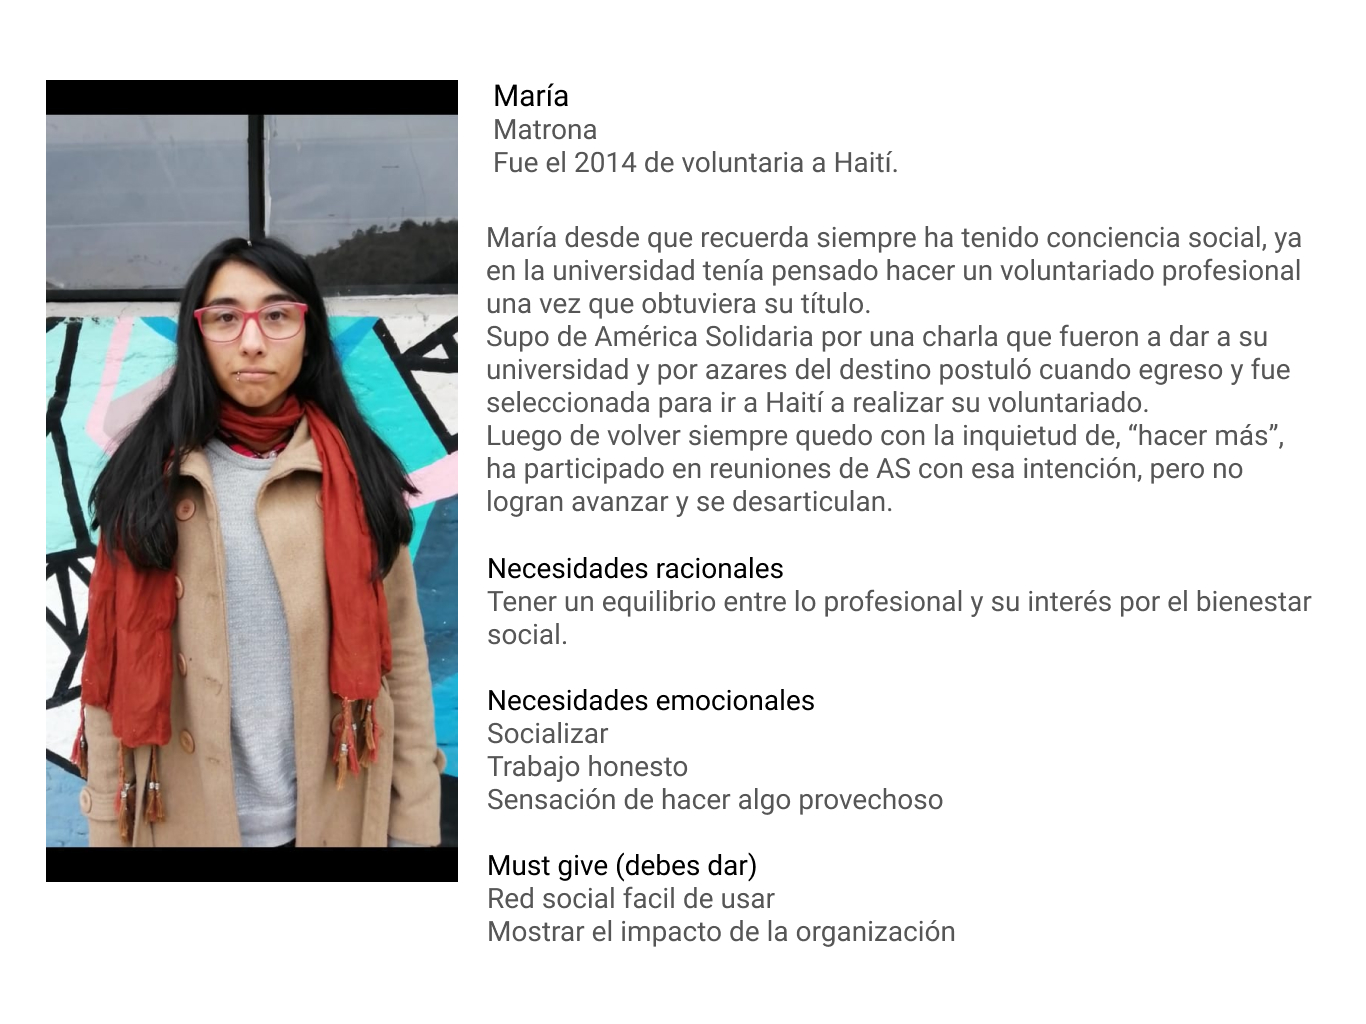 María
Matrona
Fue el 2014 de voluntaria a Haití.
María desde que recuerda siempre ha tenido conciencia social, ya
en la universidad tenía pensado hacer un voluntariado profesional
una vez que obtuviera su título.
Supo de América Solidaria por una charla que fueron a dar a su
universidad y por azares del destino postuló cuando egreso y fue
seleccionada para ir a Haití a realizar su voluntariado.
Luego de volver siempre quedo con la inquietud de, “hacer más”,
ha participado en reuniones de AS con esa intención, pero no
logran avanzar y se desarticulan.
Necesidades racionales
Tener un equilibrio entre lo profesional y su interés por el bienestar
social.
Necesidades emocionales
Socializar
Trabajo honesto
Sensación de hacer algo provechoso
Must give (debes dar)
Red social facil de usar
Mostrar el impacto de la organización